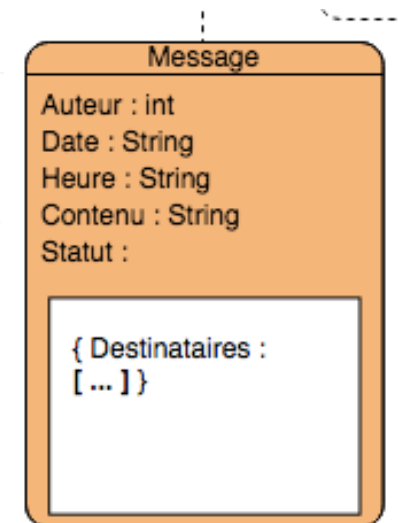 Message
Auteur : int
Date : String
Heure : String
Contenu : String
Statut :
{ Destinataires :
[ ... ] }